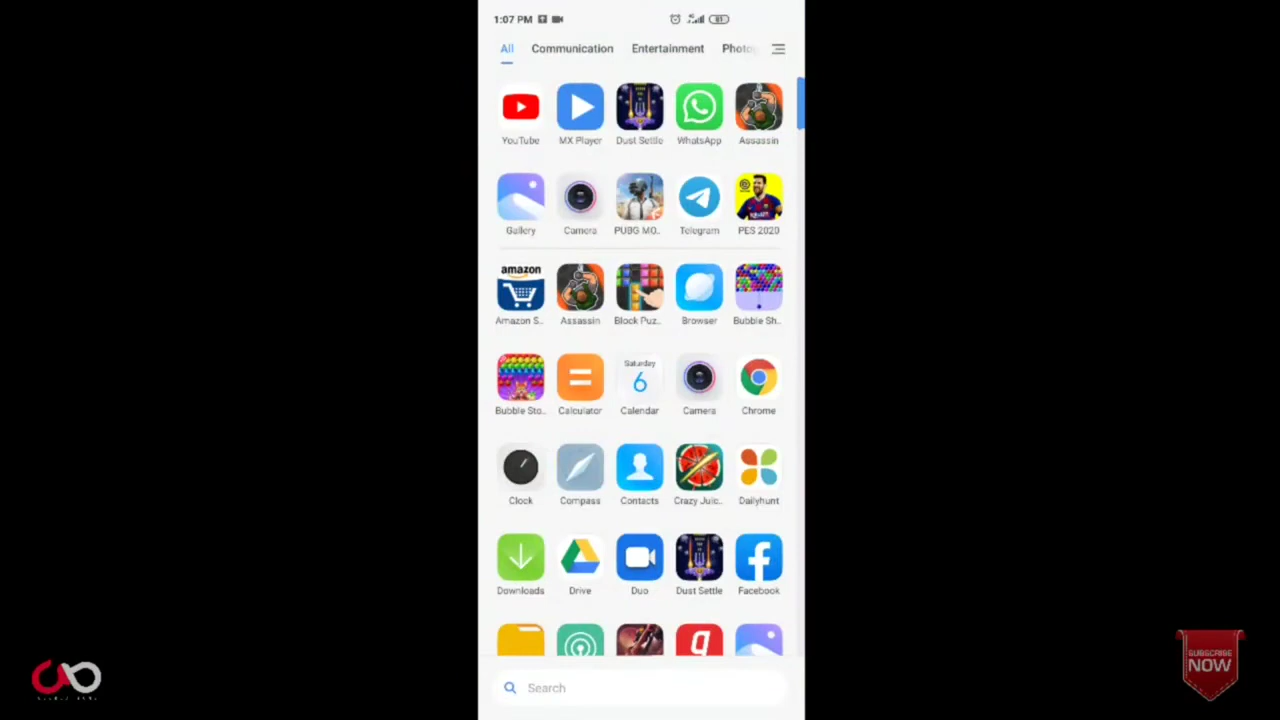 1:07 PM 81
All Communication Entertainment Photo
YouTube MX Player Dust Settle WhatsApp Assassin
Gallery Camera PUBG MO.. Telegram PES 2020
amazon
Amazon S.. Assassin Block Puz.. Browser Bubble Sh..
Saturday
6
Bubble Sto.. Calculator Calendar Camera Chrome
Clock Compass Contacts Crazy Juic.. Dailyhunt
Downloads Drive Duo Dust Settle Facebook
Search
SUBSCRIBE
NOW